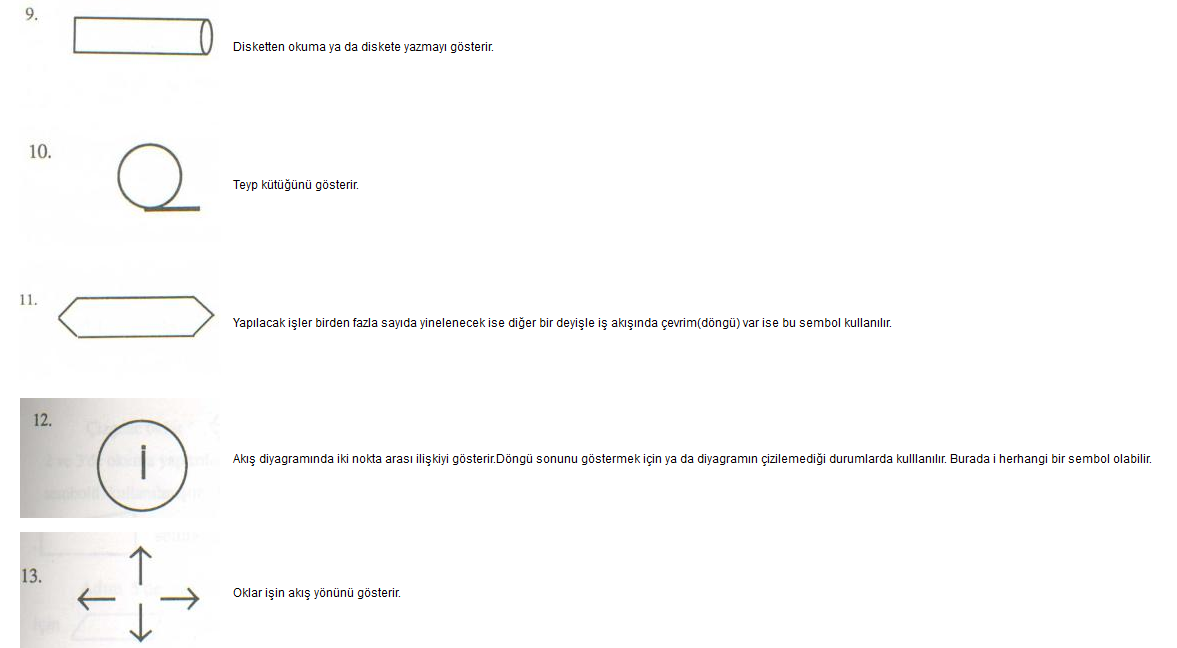 9.
Disketten okuma ya da diskete yazmayı gösterir.
10.
Teyp kütüğünü gösterir.
11.
Yapılacak işler birden fazla sayıda yinelenecek ise diğer bir deyişle iş akışında çevrim(döngü) var ise bu sembol kullanılır.
12.
i
Akış diyagramında iki nokta arası ilişkiyi gösterir.Döngü sonunu göstermek için ya da diyagramın çizilemediği durumlarda kulllanılır. Burada i herhangi bir sembol olabilir.
13.
Oklar işin akış yönünü gösterir.